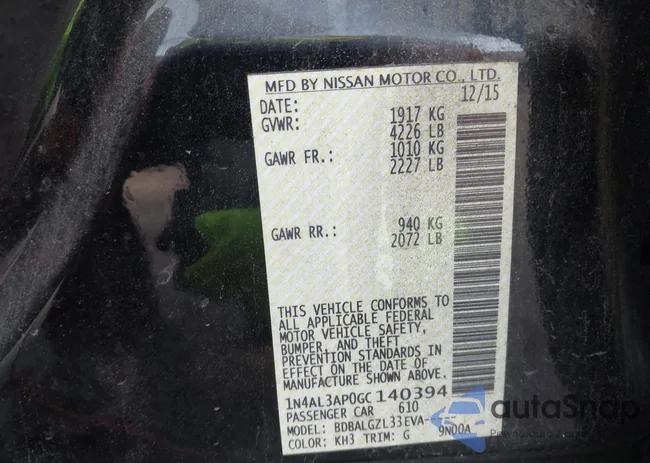 MFD BY NISSAN MOTOR CO., LTD.
DATE: 12/15
GVWR: 1917 KG
4226 LB
GAWR FR.: 1010 KG
2227 LB
GAWR RR.: 940 KG
2072 LB
THIS VEHICLE CONFORMS TO
ALL APPLICABLE FEDERAL
MOTOR VEHICLE SAFETY,
BUMPER, AND THEFT
PREVENTION STANDARDS IN
EFFECT ON THE DATE OF
MANUFACTURE SHOWN ABOVE.
1N4AL3AP0GC140394
PASSENGER CAR 610
MODEL: BDBALGZL33EVA-
COLOR: KH3 TRIM: G 9N00A
autoSnap